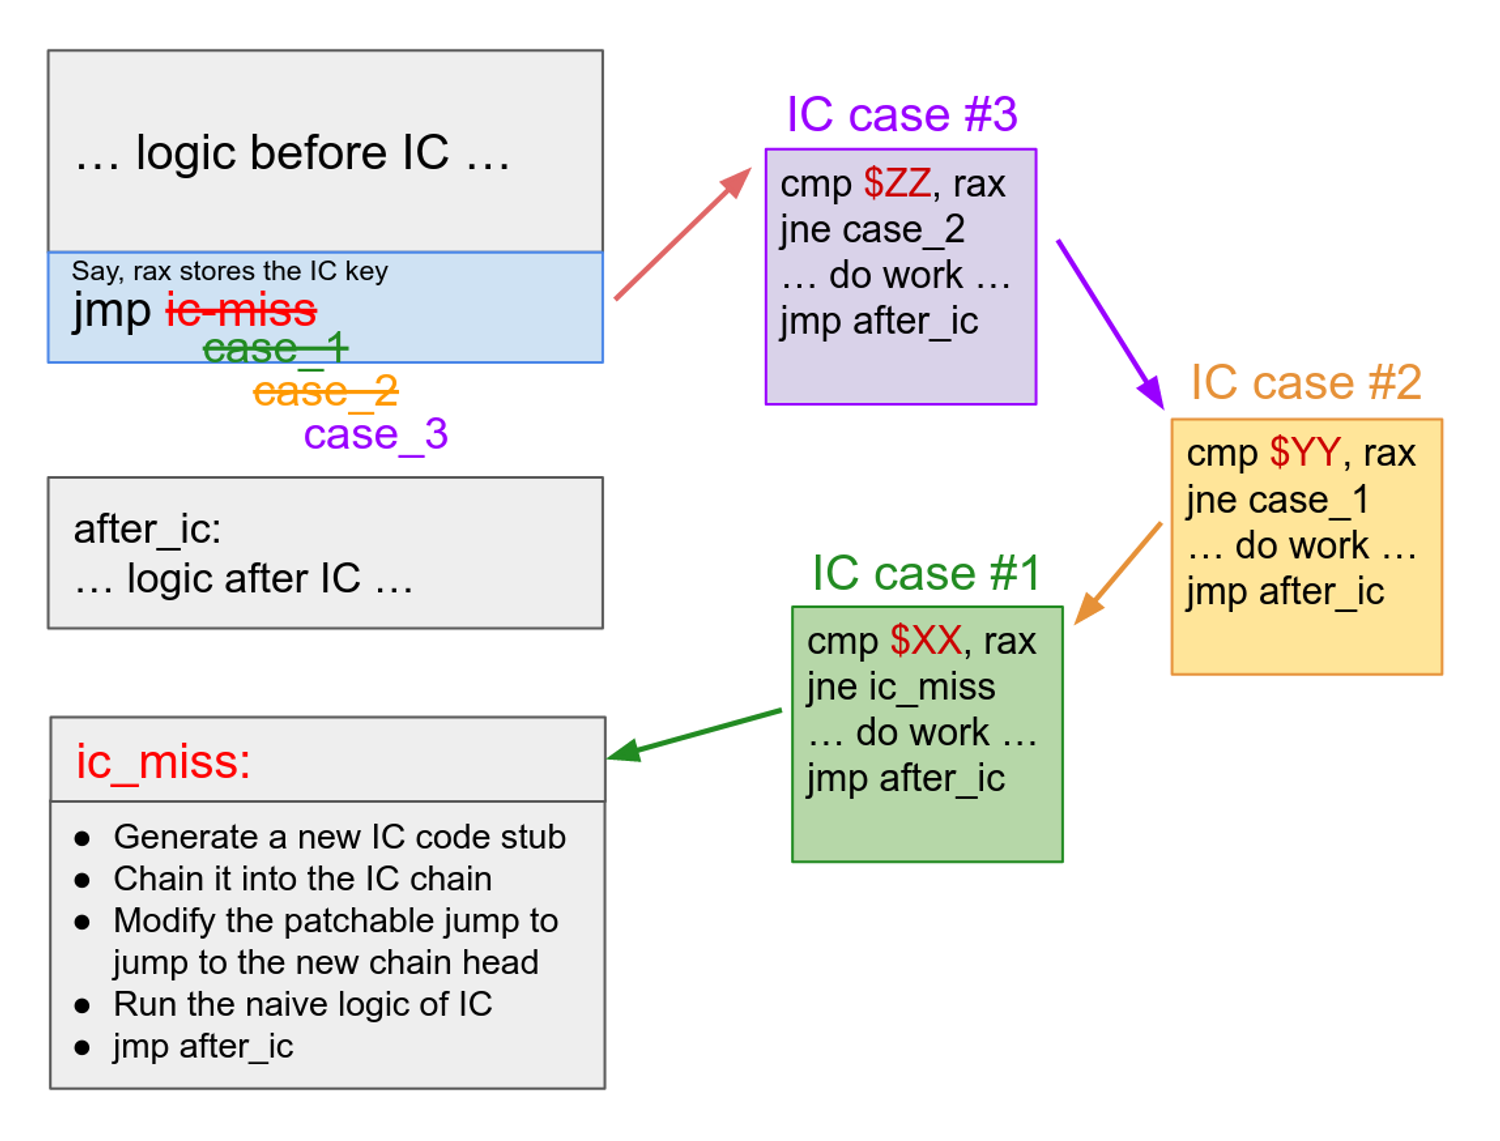 … logic before IC …
Say, rax stores the IC key
jmp ic-miss
case_1
case_2
case_3
after_ic:
… logic after IC …
ic_miss:
● Generate a new IC code stub
● Chain it into the IC chain
● Modify the patchable jump to
jump to the new chain head
● Run the naive logic of IC
● jmp after_ic
IC case #3
cmp $ZZ, rax
jne case_2
… do work …
jmp after_ic
IC case #2
cmp $YY, rax
jne case_1
… do work …
jmp after_ic
IC case #1
cmp $XX, rax
jne ic_miss
… do work …
jmp after_ic